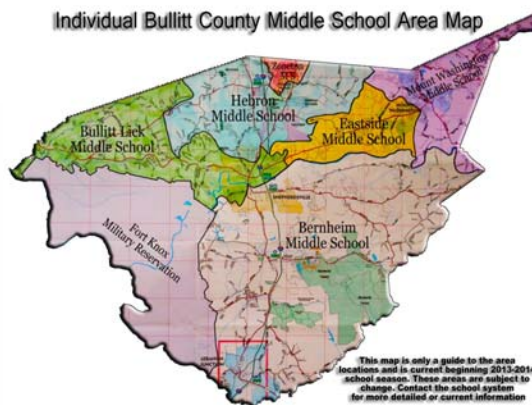 Individual Bullitt County Middle School Area Map
Zoneton
Mount Washington
Middle School
Hebron
Middle School
Eastside
Middle School
Bullitt Lick
Middle School
Bernheim
Middle School
Fort Knox
Military Reservation
This map is only a guide to the area
locations and is current beginning 2013-2014
school season. These areas are subject to
change. Contact the school system
for more detailed or current information